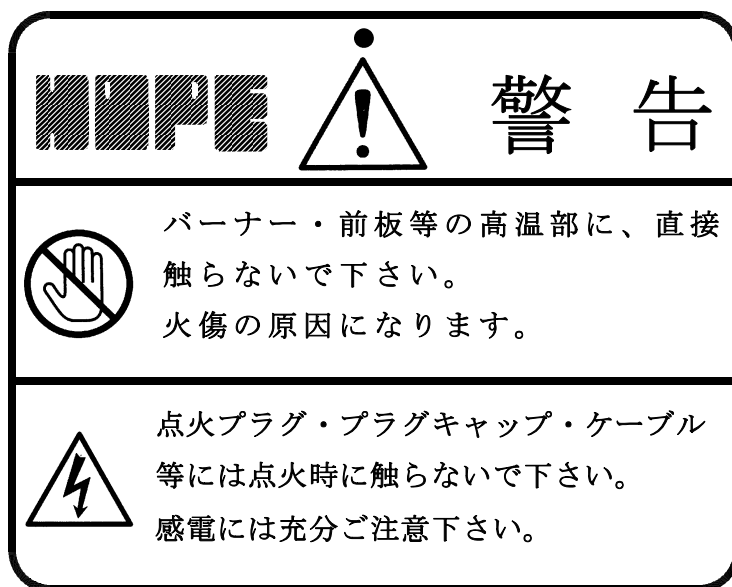 HOPE 警告
バーナー・前板等の高温部に、直接
触らないで下さい。
火傷の原因になります。
点火プラグ・プラグキャップ・ケーブル
等には点火時に触らないで下さい。
感電には充分ご注意下さい。